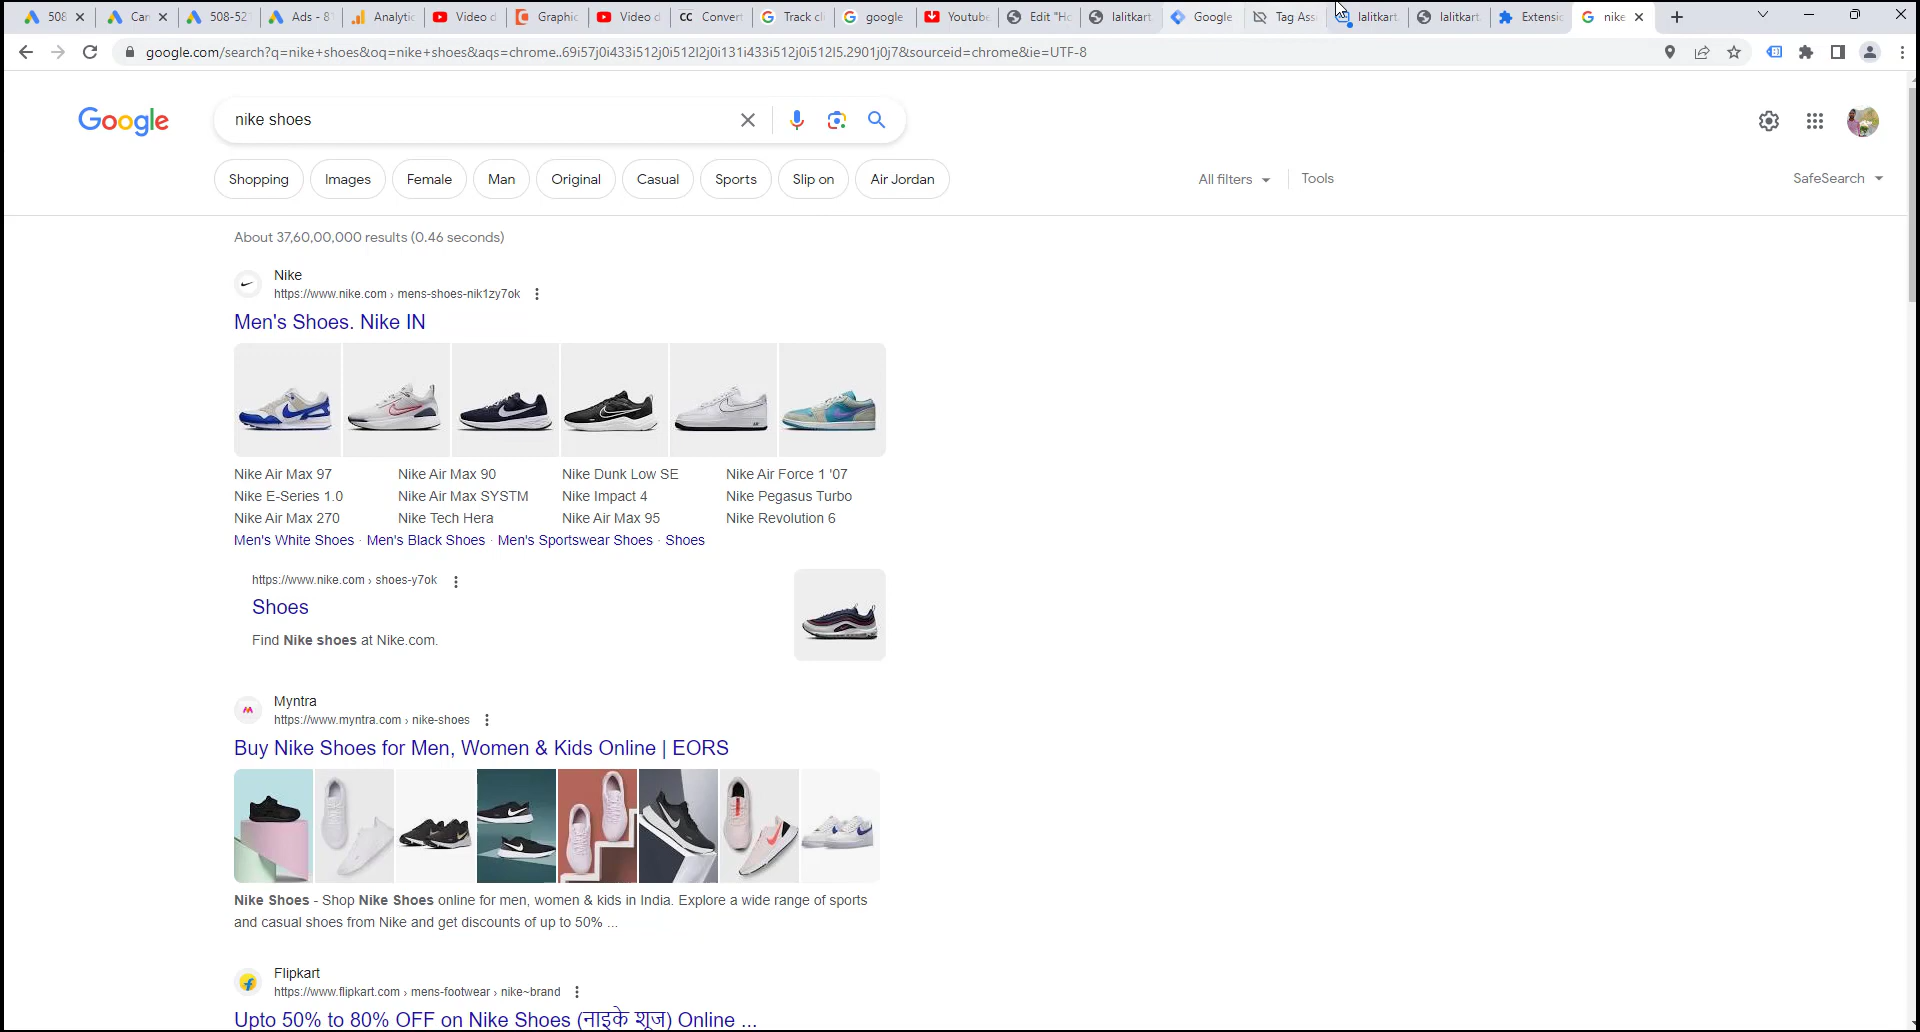 508
Can
508-52
Ads - 8
Analytic
Video d
Graphic
Video d
CC Convert
Track cli
google
Youtube
Edit "Ho
lalitkart.
Google
Tag Ass
lalitkart.
lalitkart.
Extensio
nike
google.com/search?q=nike+shoes&oq=nike+shoes&aqs=chrome..69i57j0i433i512j0i512l2j0i131i433i512j0i512l5.2901j0j7&sourceid=chrome&ie=UTF-8
Google
nike shoes
Shopping
Images
Female
Man
Original
Casual
Sports
Slip on
Air Jordan
All filters
Tools
SafeSearch
About 37,60,00,000 results (0.46 seconds)
Nike
https://www.nike.com › mens-shoes-nik1zy7ok
Men's Shoes. Nike IN
Nike Air Max 97 Nike Air Max 90 Nike Dunk Low SE Nike Air Force 1 '07
Nike E-Series 1.0 Nike Air Max SYSTM Nike Impact 4 Nike Pegasus Turbo
Nike Air Max 270 Nike Tech Hera Nike Air Max 95 Nike Revolution 6
Men's White Shoes · Men's Black Shoes · Men's Sportswear Shoes · Shoes
https://www.nike.com › shoes-y7ok
Shoes
Find Nike shoes at Nike.com.
Myntra
https://www.myntra.com › nike-shoes
Buy Nike Shoes for Men, Women & Kids Online | EORS
Nike Shoes - Shop Nike Shoes online for men, women & kids in India. Explore a wide range of sports
and casual shoes from Nike and get discounts of up to 50% ...
Flipkart
https://www.flipkart.com › mens-footwear › nike~brand
Upto 50% to 80% OFF on Nike Shoes (नाइके शूज) Online ...